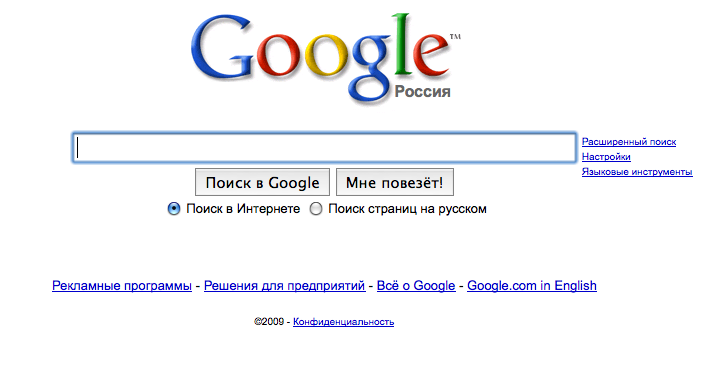 Google™
Россия
Расширенный поиск
Настройки
Языковые инструменты
Поиск в Google Мне повезёт!
Поиск в Интернете Поиск страниц на русском
Рекламные программы - Решения для предприятий - Всё о Google - Google.com in English
©2009 - Конфиденциальность